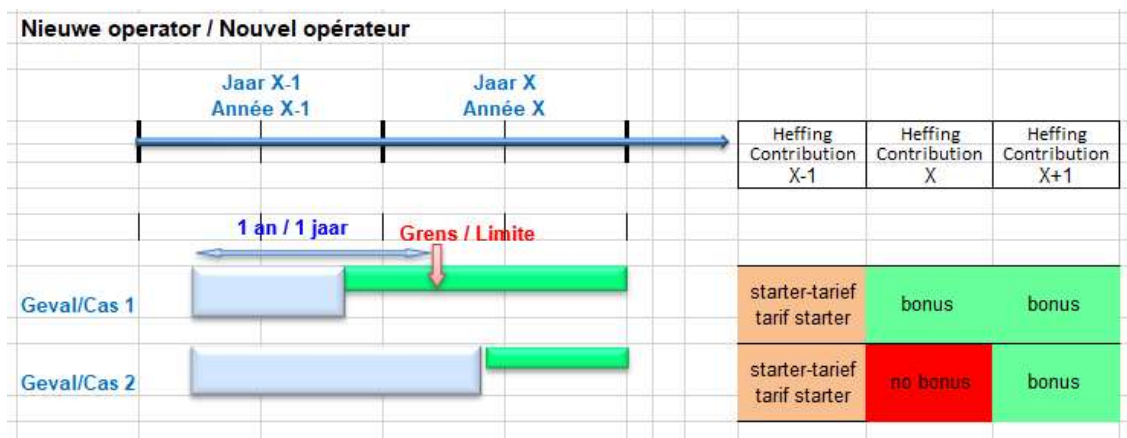 Nieuwe operator / Nouvel opérateur
Jaar X-1
Année X-1
Jaar X
Année X
Heffing
Contribution
X-1
Heffing
Contribution
X
Heffing
Contribution
X+1
1 an / 1 jaar
Grens / Limite
Geval/Cas 1
starter-tarief
tarif starter
bonus
bonus
Geval/Cas 2
starter-tarief
tarif starter
no bonus
bonus